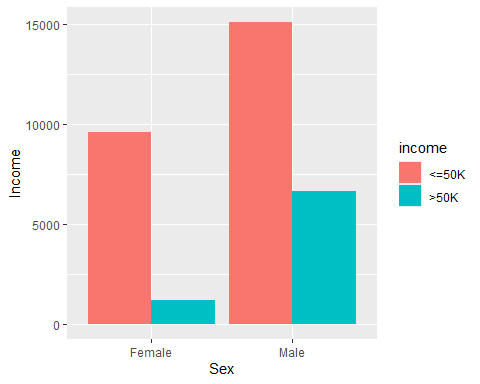 15000
10000
5000
0
Income
Female
Male
Sex
income
<=50K
>50K